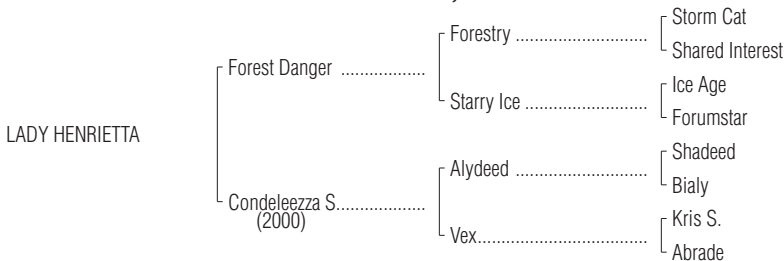 Storm Cat
Forestry ..................................
Shared Interest
Forest Danger ..................
Ice Age
Starry Ice ...............................
Forumstar
LADY HENRIETTA
Shadeed
Alydeed ..................................
Bialy
Condeleezza S...................
(2000)
Kris S.
Vex...........................................
Abrade